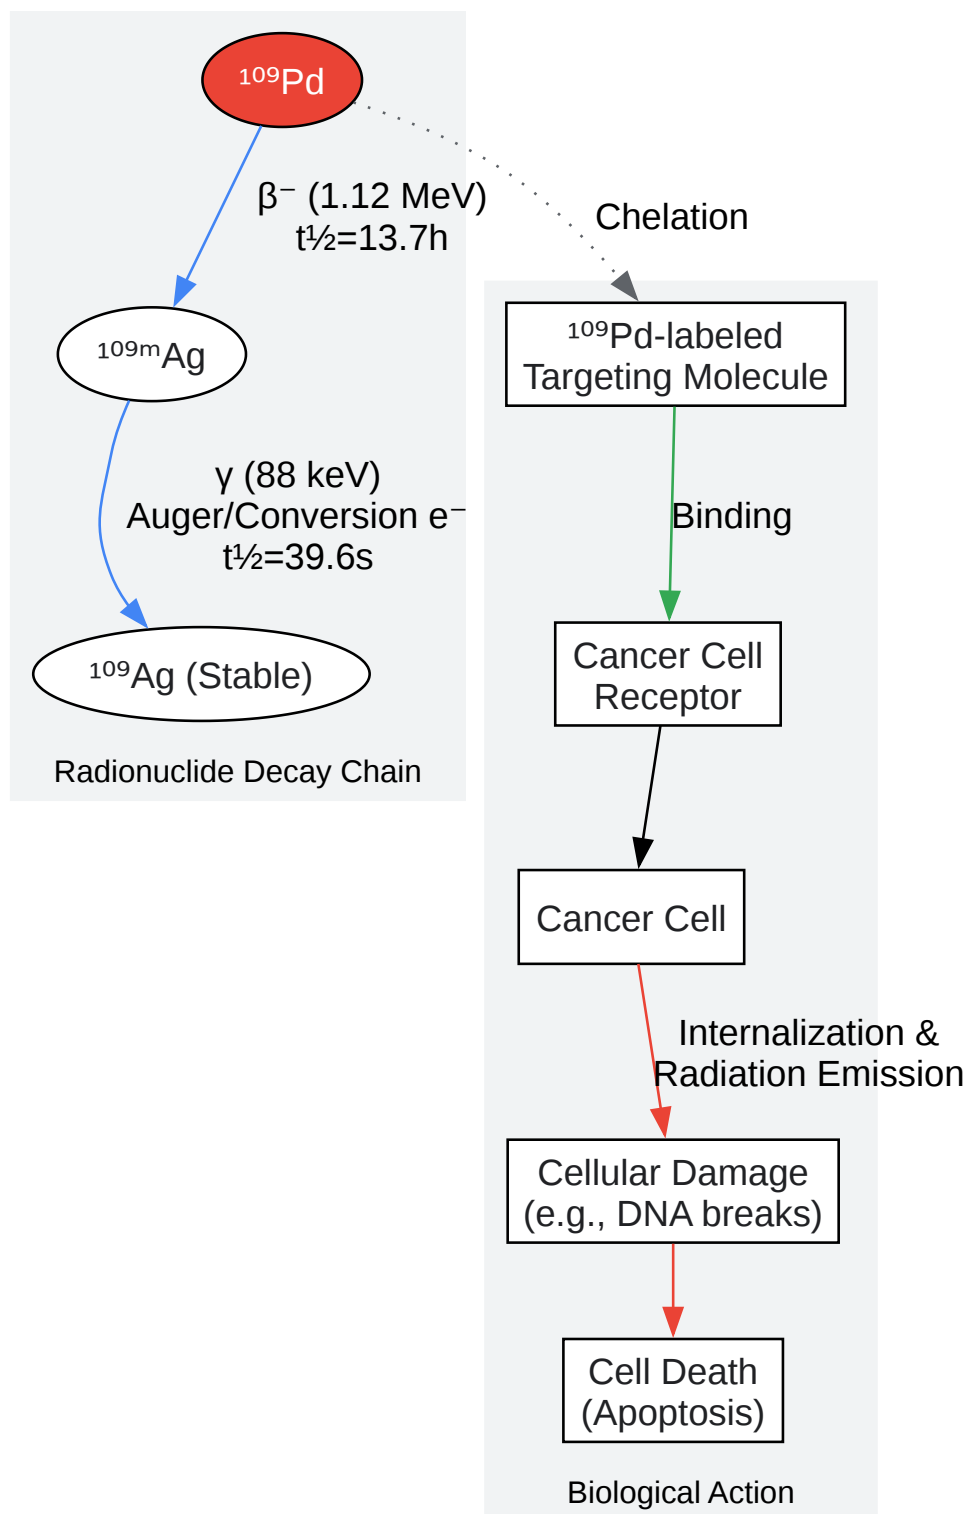 ¹⁰⁹Pd
β⁻ (1.12 MeV)
t½=13.7h
Chelation
¹⁰⁹ᵐAg
¹⁰⁹Pd-labeled
Targeting Molecule
γ (88 keV)
Auger/Conversion e⁻
t½=39.6s
Binding
¹⁰⁹Ag (Stable)
Radionuclide Decay Chain
Cancer Cell
Receptor
Cancer Cell
Internalization &
Radiation Emission
Cellular Damage
(e.g., DNA breaks)
Cell Death
(Apoptosis)
Biological Action